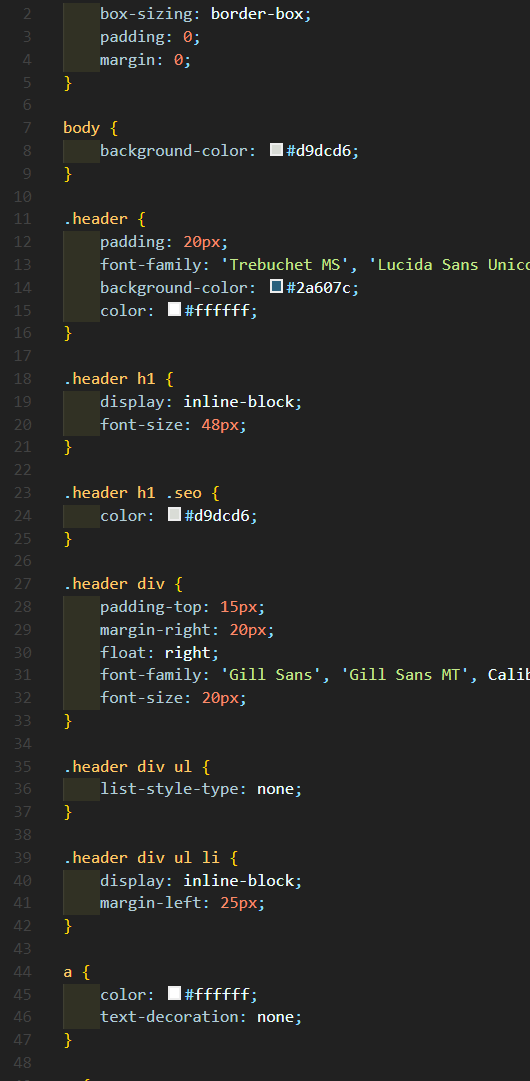 2 box-sizing: border-box;
3 padding: 0;
4 margin: 0;
5 }
6
7 body {
8 background-color: #d9dcd6;
9 }
10
11 .header {
12 padding: 20px;
13 font-family: 'Trebuchet MS', 'Lucida Sans Unico
14 background-color: #2a607c;
15 color: #ffffff;
16 }
17
18 .header h1 {
19 display: inline-block;
20 font-size: 48px;
21 }
22
23 .header h1 .seo {
24 color: #d9dcd6;
25 }
26
27 .header div {
28 padding-top: 15px;
29 margin-right: 20px;
30 float: right;
31 font-family: 'Gill Sans', 'Gill Sans MT', Calib
32 font-size: 20px;
33 }
34
35 .header div ul {
36 list-style-type: none;
37 }
38
39 .header div ul li {
40 display: inline-block;
41 margin-left: 25px;
42 }
43
44 a {
45 color: #ffffff;
46 text-decoration: none;
47 }
48